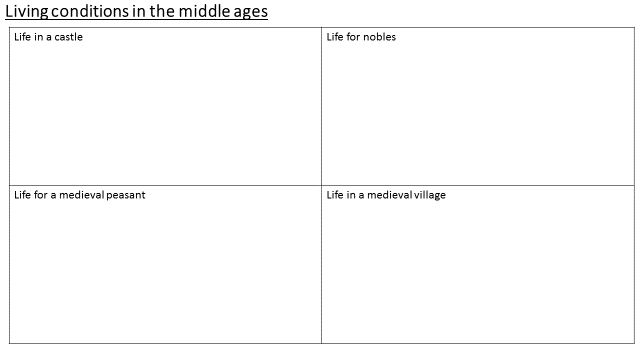 Living conditions in the middle ages
Life in a castle
Life for nobles
Life for a medieval peasant
Life in a medieval village